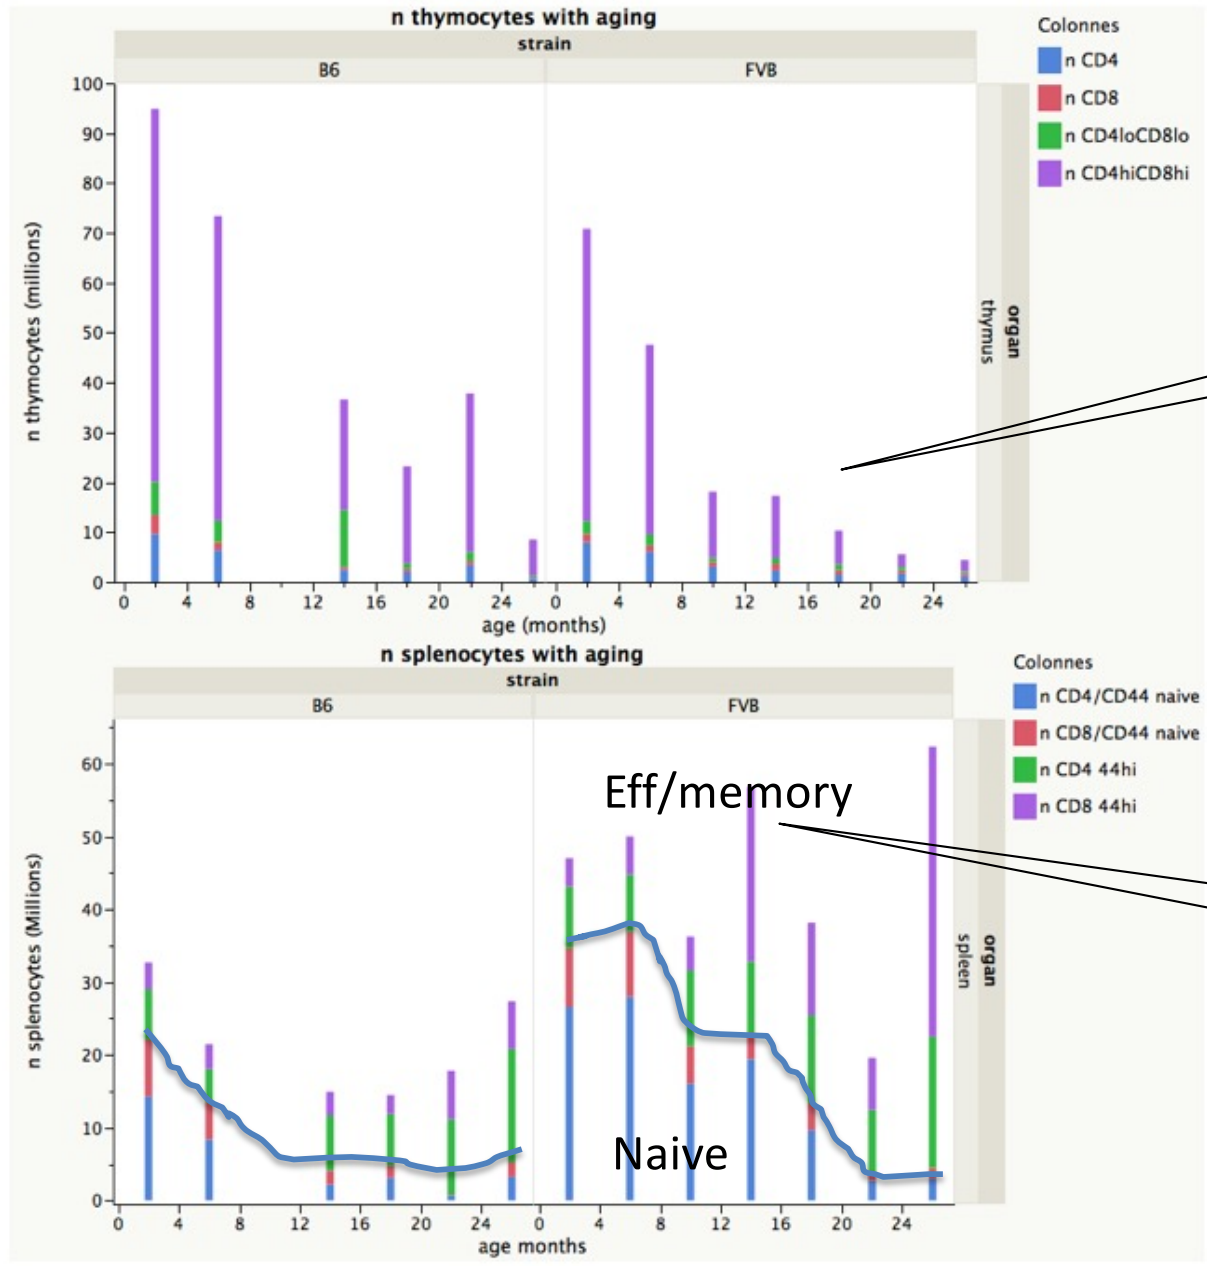 n thymocytes with aging
strain
B6 FVB
Colonnes
n CD4
n CD8
n CD4loCD8lo
n CD4hiCD8hi
n thymocytes (millions)
100
90
80
70
60
50
40
30
20
10
0
thymus
organ
0 4 8 12 16 20 24 0 4 8 12 16 20 24
age (months)
n splenocytes with aging
strain
B6 FVB
Colonnes
n CD4/CD44 naive
n CD8/CD44 naive
n CD4 44hi
n CD8 44hi
n splenocytes (Millions)
60
50
40
30
20
10
0
Eff/memory
Naive
spleen
organ
0 4 8 12 16 20 24 0 4 8 12 16 20 24
age months